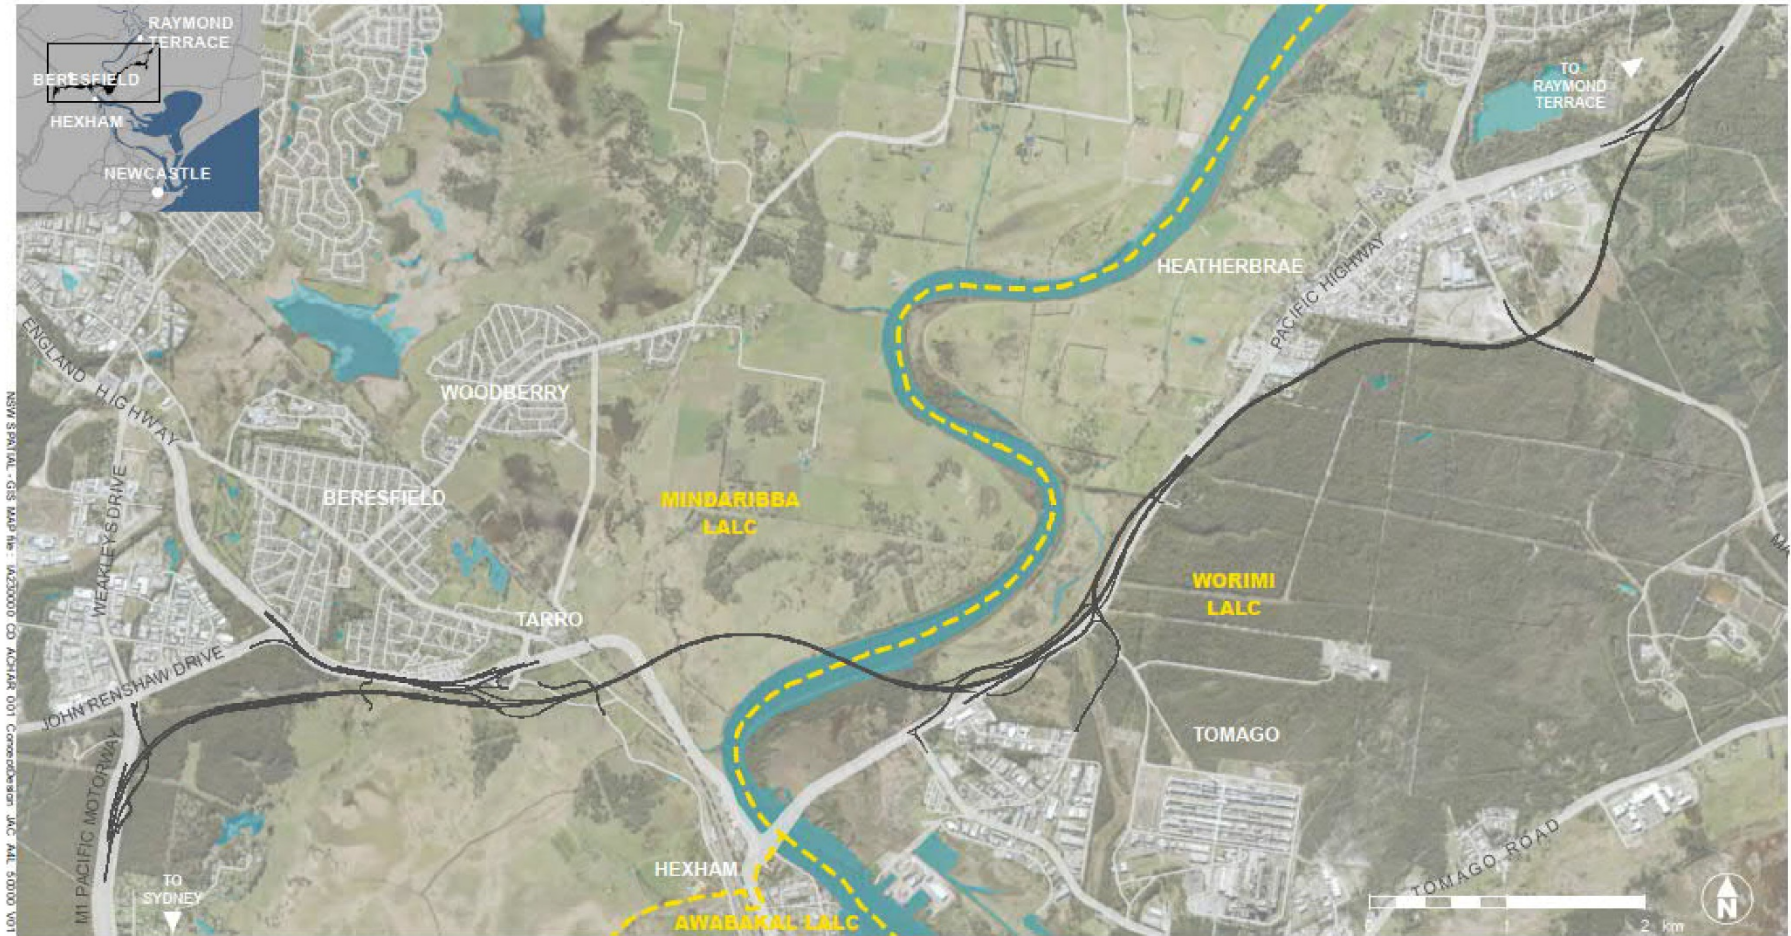 RAYMOND
TERRACE
BERESFIELD
HEXHAM
NEWCASTLE
TO
RAYMOND
TERRACE
HEATHERBRAE
PACIFIC HIGHWAY
ENGLAND HIGHWAY
WOODBERRY
BERESFIELD
WEAKLEYS DRIVE
MINDARIBBA
LALC
WORIMI
LALC
TARRO
JOHN RENSHAW DRIVE
TOMAGO
M1 PACIFIC MOTORWAY
TO
SYDNEY
HEXHAM
AWABAKAL LALC
TOMAGO ROAD
N
2 km